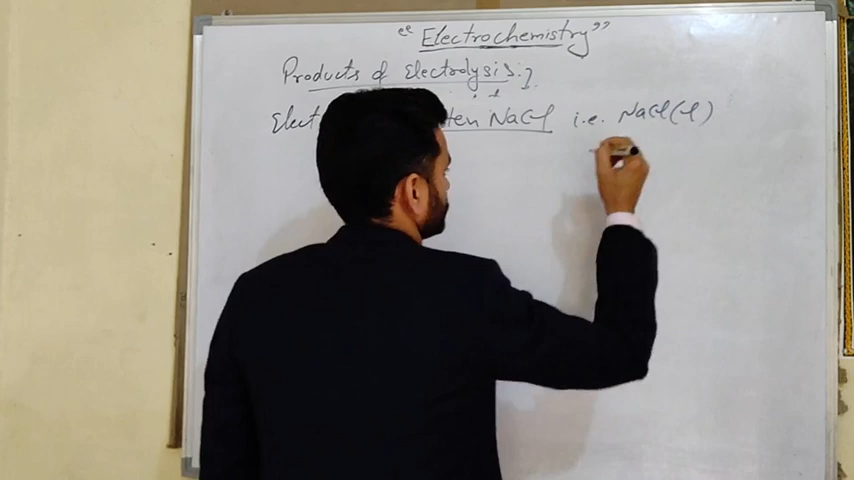 "Electrochemistry"
Products of Electrolysis:
Elect ten NaCl i.e. NaCl(l)